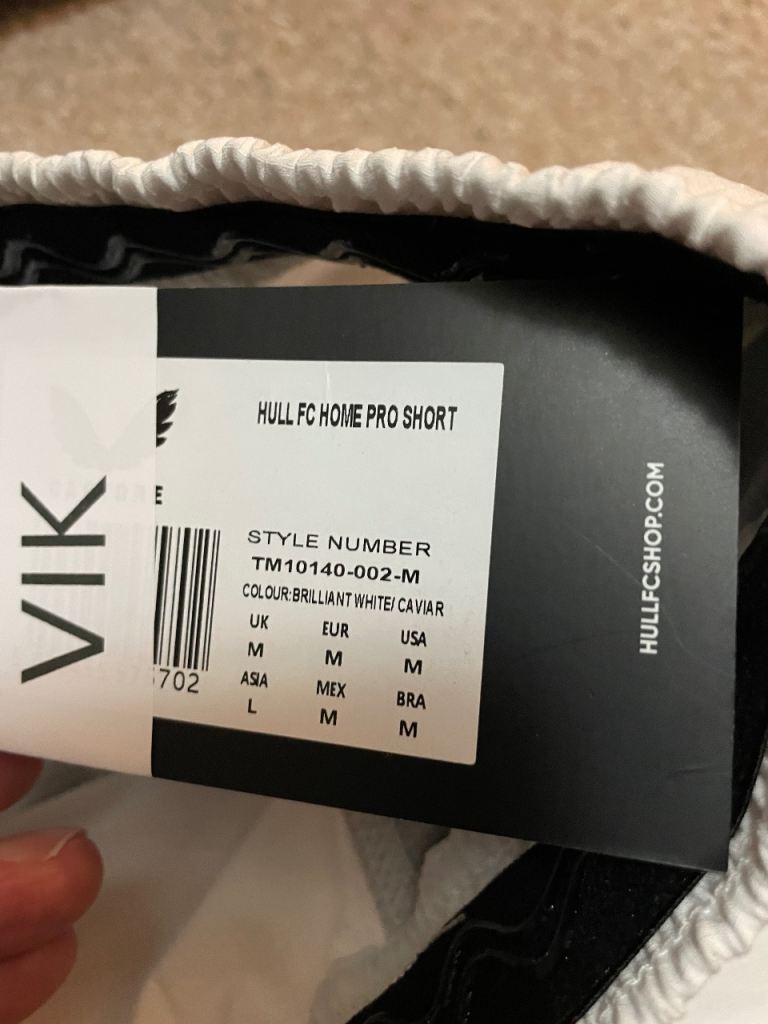 HULL FC HOME PRO SHORT
E
STYLE NUMBER
TM10140-002-M
COLOUR:BRILLIANT WHITE/ CAVIAR
UK EUR USA
M M M
ASIA MEX BRA
L M M
702
VIK
HULLFCSHOP.COM